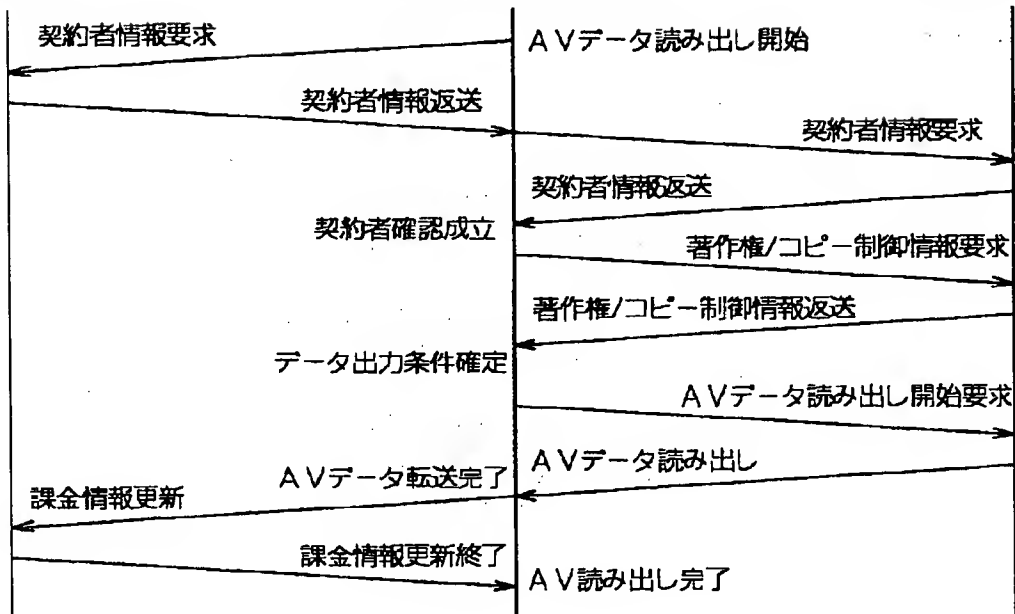 契約者情報要求
AVデータ読み出し開始
契約者情報返送
契約者情報要求
契約者情報返送
契約者確認成立
著作権/コピー制御情報要求
著作権/コピー制御情報返送
データ出力条件確定
AVデータ読み出し開始要求
AVデータ読み出し
AVデータ転送完了
課金情報更新
課金情報更新終了
AV読み出し完了